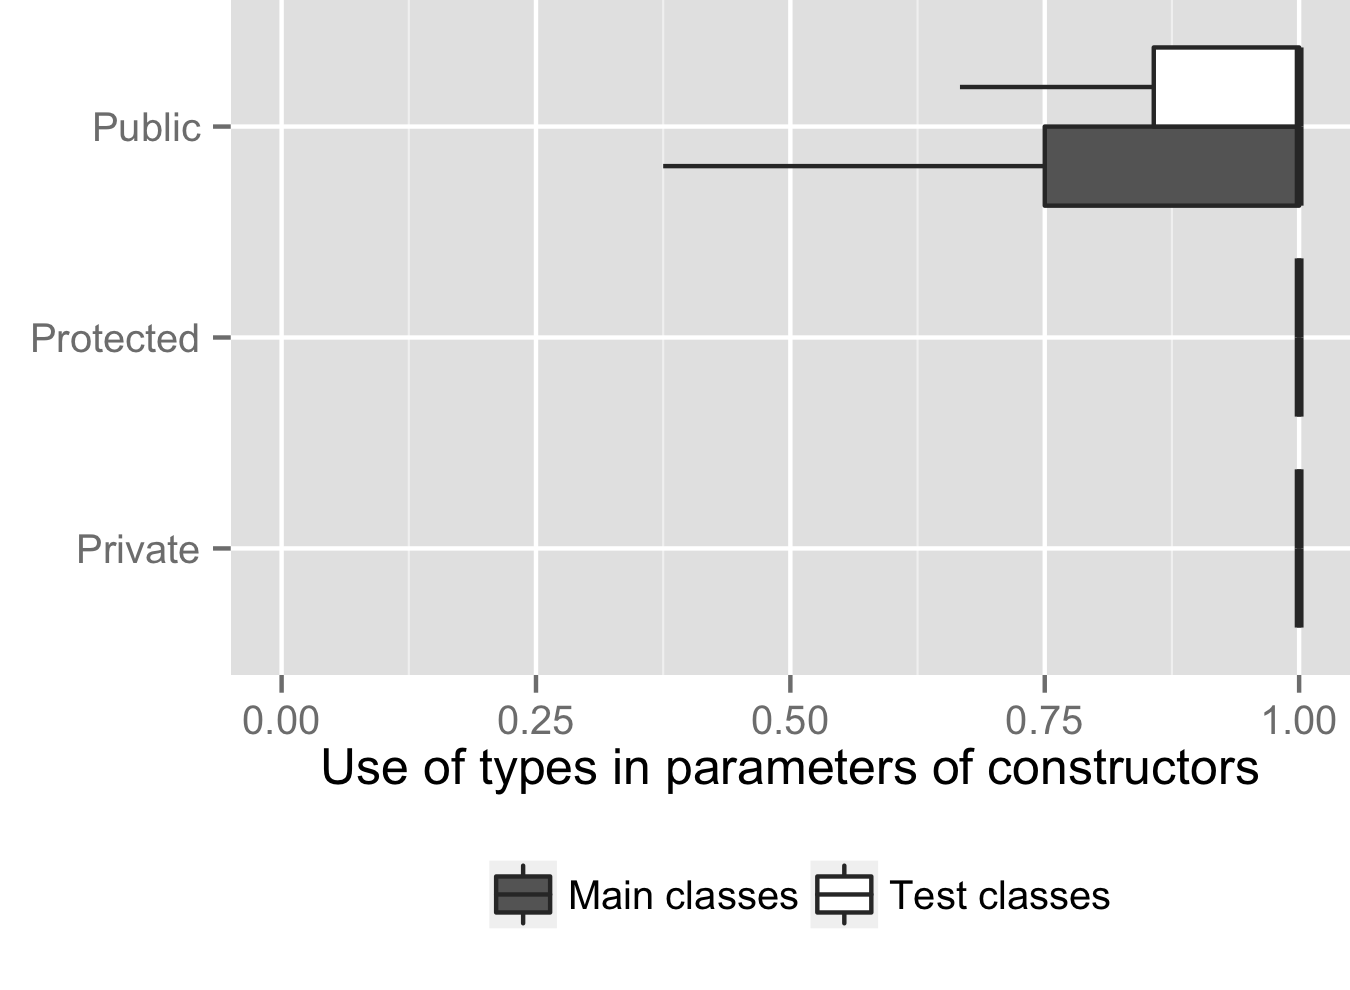 Public
Protected
Private
0.00 0.25 0.50 0.75 1.00
Use of types in parameters of constructors
Main classes Test classes